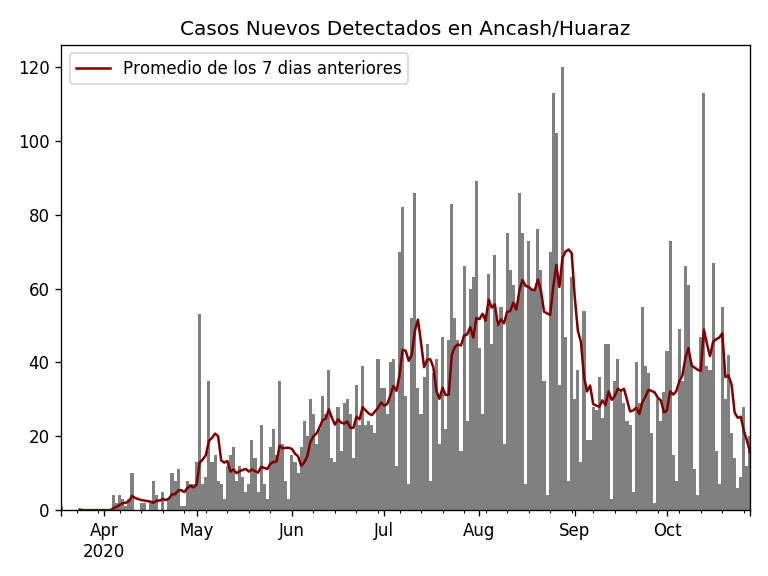 Casos Nuevos Detectados en Ancash/Huaraz
Promedio de los 7 dias anteriores
120
100
80
60
40
20
0
Apr May Jun Jul Aug Sep Oct
2020